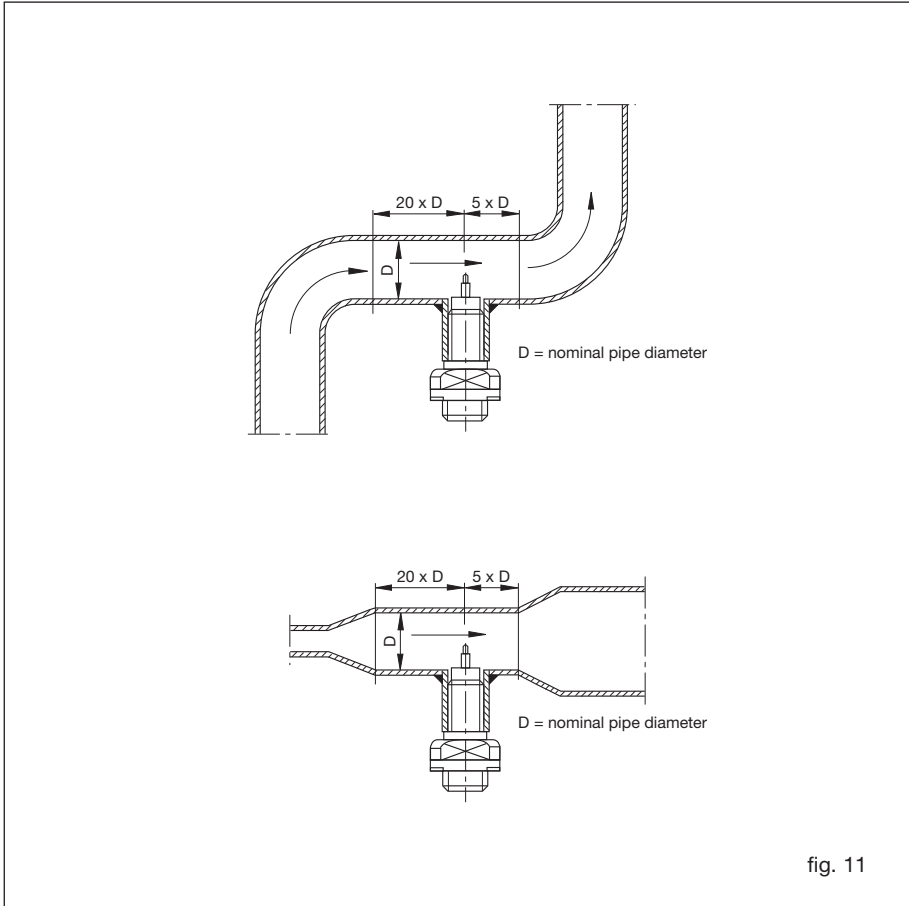 20 x D 5 x D
D
D = nominal pipe diameter
20 x D 5 x D
D
D = nominal pipe diameter
fig. 11